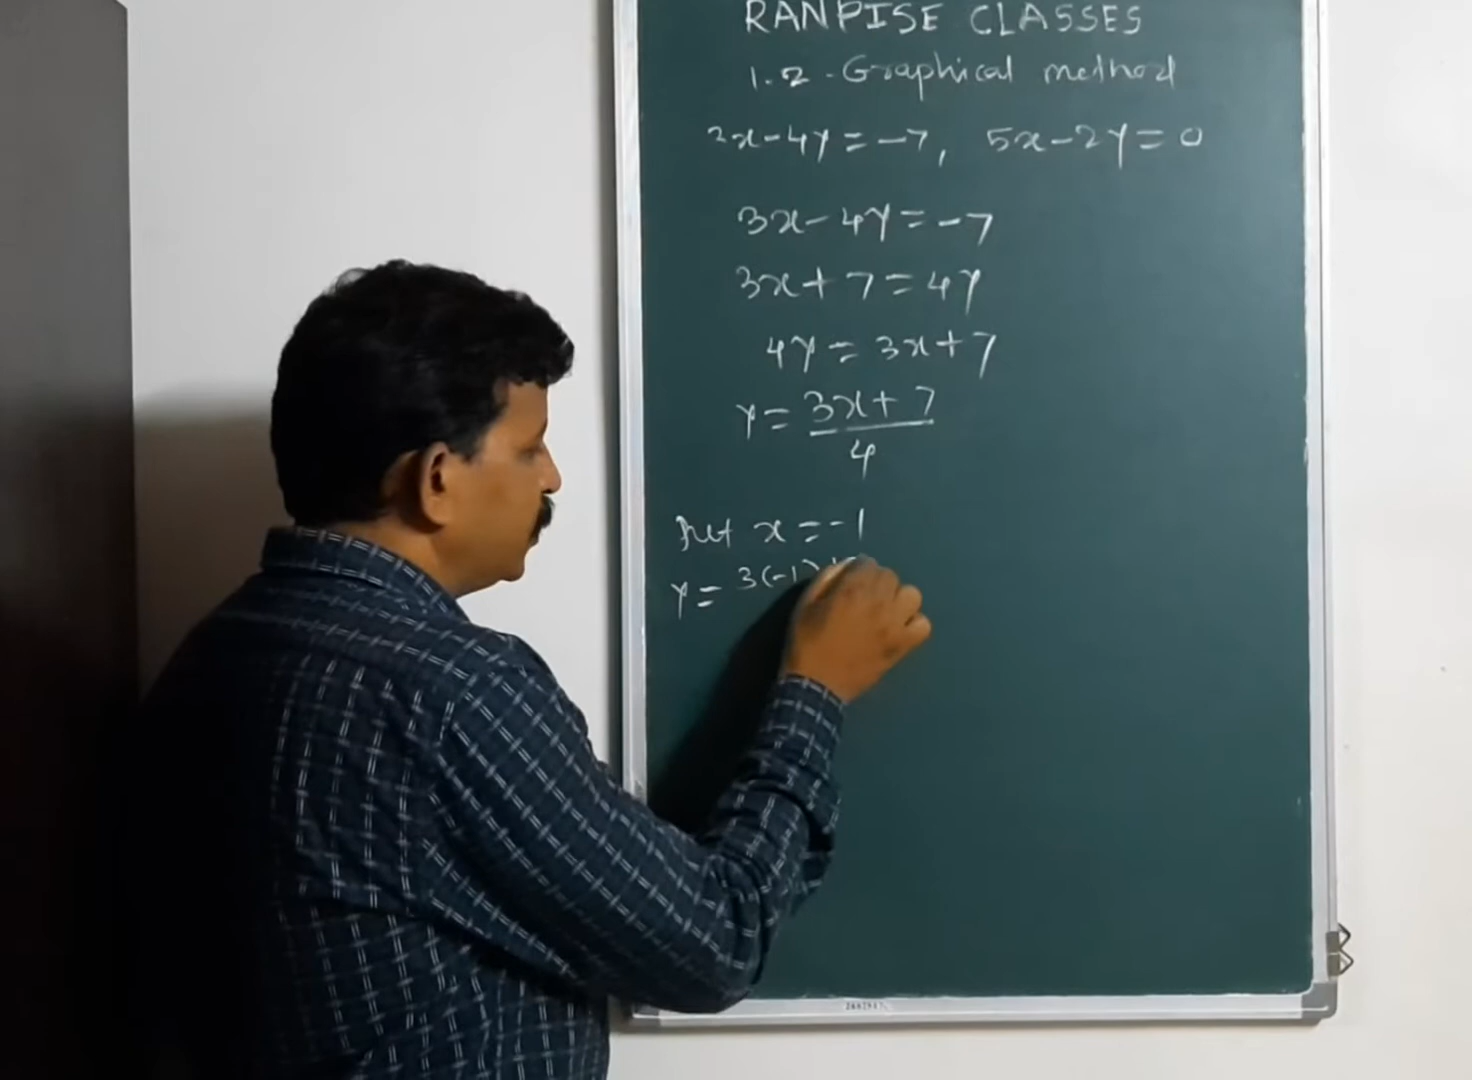 RANPISE CLASSES
1.2 - Graphical method
3x-4y=-7, 5x-2y=0
3x-4y=-7
3x+7=4y
4y=3x+7
y=3x+7
4
Put x=-1
y= 3(-1)